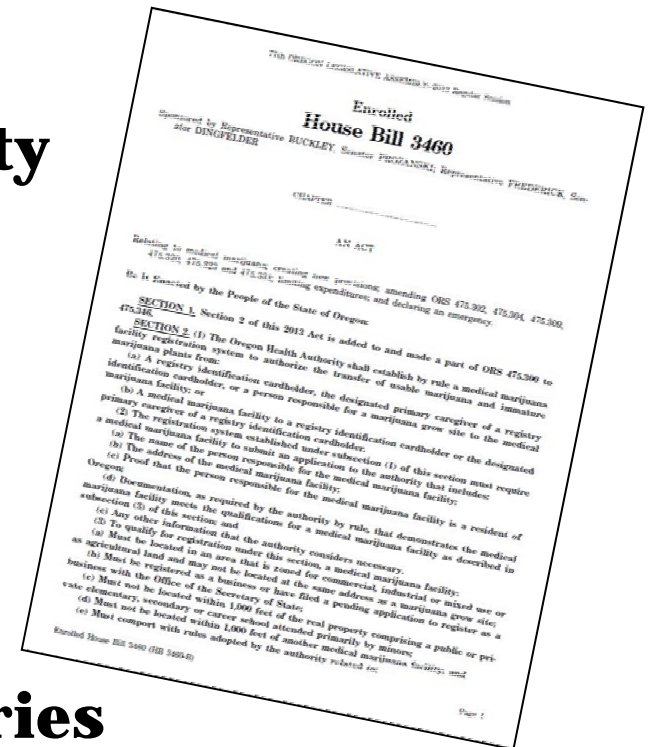 ty
77th OREGON LEGISLATIVE ASSEMBLY--2013 Regular Session
Enrolled
House Bill 3460
Sponsored by Representative BUCKLEY, Senator PROZANSKI; Representative FREDERICK, Sen-
ator DINGFELDER
CHAPTER
AN ACT
Relating to medical marijuana; creating new provisions; amending ORS 475.302, 475.304, 475.309,
475.320, 475.323 and 475.331; limiting expenditures; and declaring an emergency.
Be It Enacted by the People of the State of Oregon:
SECTION 1. Section 2 of this 2013 Act is added to and made a part of ORS 475.300 to
475.346.
SECTION 2. (1) The Oregon Health Authority shall establish by rule a medical marijuana
facility registration system to authorize the transfer of usable marijuana and immature
marijuana plants from:
(a) A registry identification cardholder, the designated primary caregiver of a registry
identification cardholder, or a person responsible for a marijuana grow site to the medical
marijuana facility; or
(b) A medical marijuana facility to a registry identification cardholder or the designated
primary caregiver of a registry identification cardholder.
(2) The registration system established under subsection (1) of this section must require
a medical marijuana facility to submit an application to the authority that includes:
(a) The name of the person responsible for the medical marijuana facility;
(b) The address of the medical marijuana facility;
(c) Proof that the person responsible for the medical marijuana facility is a resident of
Oregon;
(d) Documentation, as required by the authority by rule, that demonstrates the medical
marijuana facility meets the qualifications for a medical marijuana facility as described in
subsection (3) of this section; and
(e) Any other information that the authority considers necessary.
(3) To qualify for registration under this section, a medical marijuana facility:
(a) Must be located in an area that is zoned for commercial, industrial or mixed use or
as agricultural land and may not be located at the same address as a marijuana grow site;
(b) Must be registered as a business or have filed a pending application to register as a
business with the Office of the Secretary of State;
(c) Must not be located within 1,000 feet of the real property comprising a public or pri-
vate elementary, secondary or career school attended primarily by minors;
(d) Must not be located within 1,000 feet of another medical marijuana facility; and
(e) Must comport with rules adopted by the authority related to:
Enrolled House Bill 3460 (HB 3460-B)
Page 1
ries